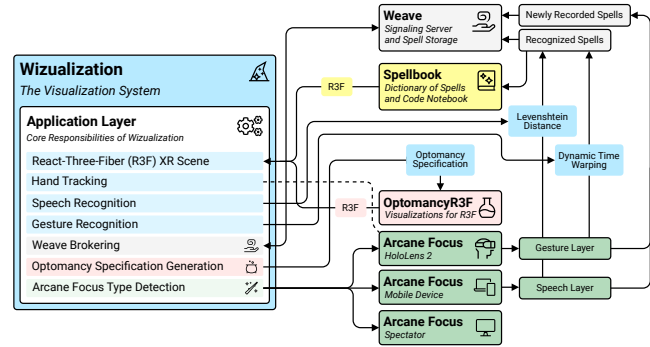 Wizualization
The Visualization System
Application Layer
Core Responsibilities of Wizualization
React-Three-Fiber (R3F) XR Scene
Hand Tracking
Speech Recognition
Gesture Recognition
Weave Brokering
Optomancy Specification Generation
Arcane Focus Type Detection
Weave
Signaling Server
and Spell Storage
Newly Recorded Spells
Recognized Spells
R3F
Spellbook
Dictionary of Spells
and Code Notebook
Levenshtein
Distance
Optomancy
Specification
Dynamic Time
Warping
R3F
OptomancyR3F
Visualizations for R3F
Arcane Focus
HoloLens 2
Gesture Layer
Arcane Focus
Mobile Device
Speech Layer
Arcane Focus
Spectator